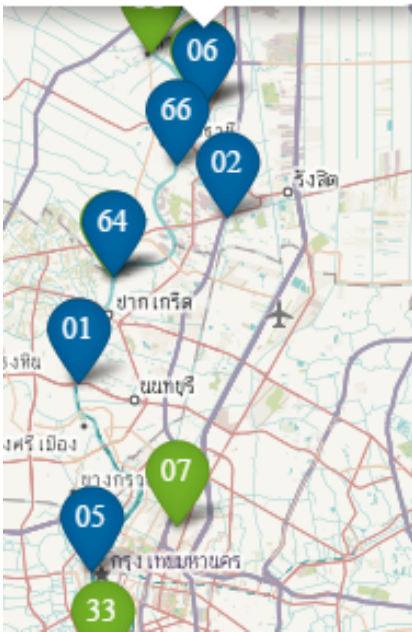 06
66
02
รังสิต
64
ปากเกร็ด
01
นนทบุรี
07
05
กรุงเทพมหานคร
33